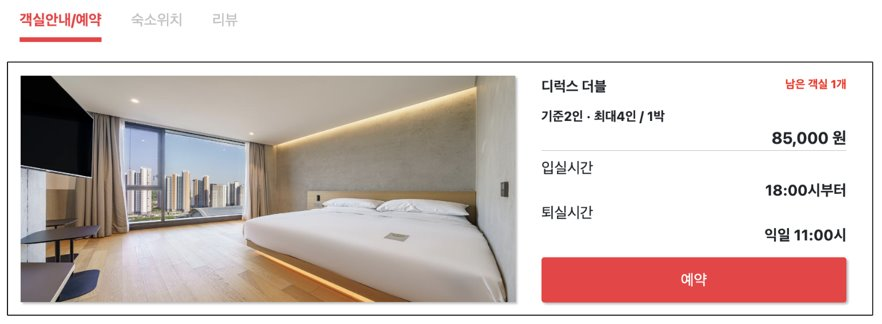 객실안내/예약 숙소위치 리뷰
디럭스 더블 남은 객실 1개
기준2인 · 최대4인 / 1박
85,000 원
입실시간
18:00시부터
퇴실시간
익일 11:00시
예약